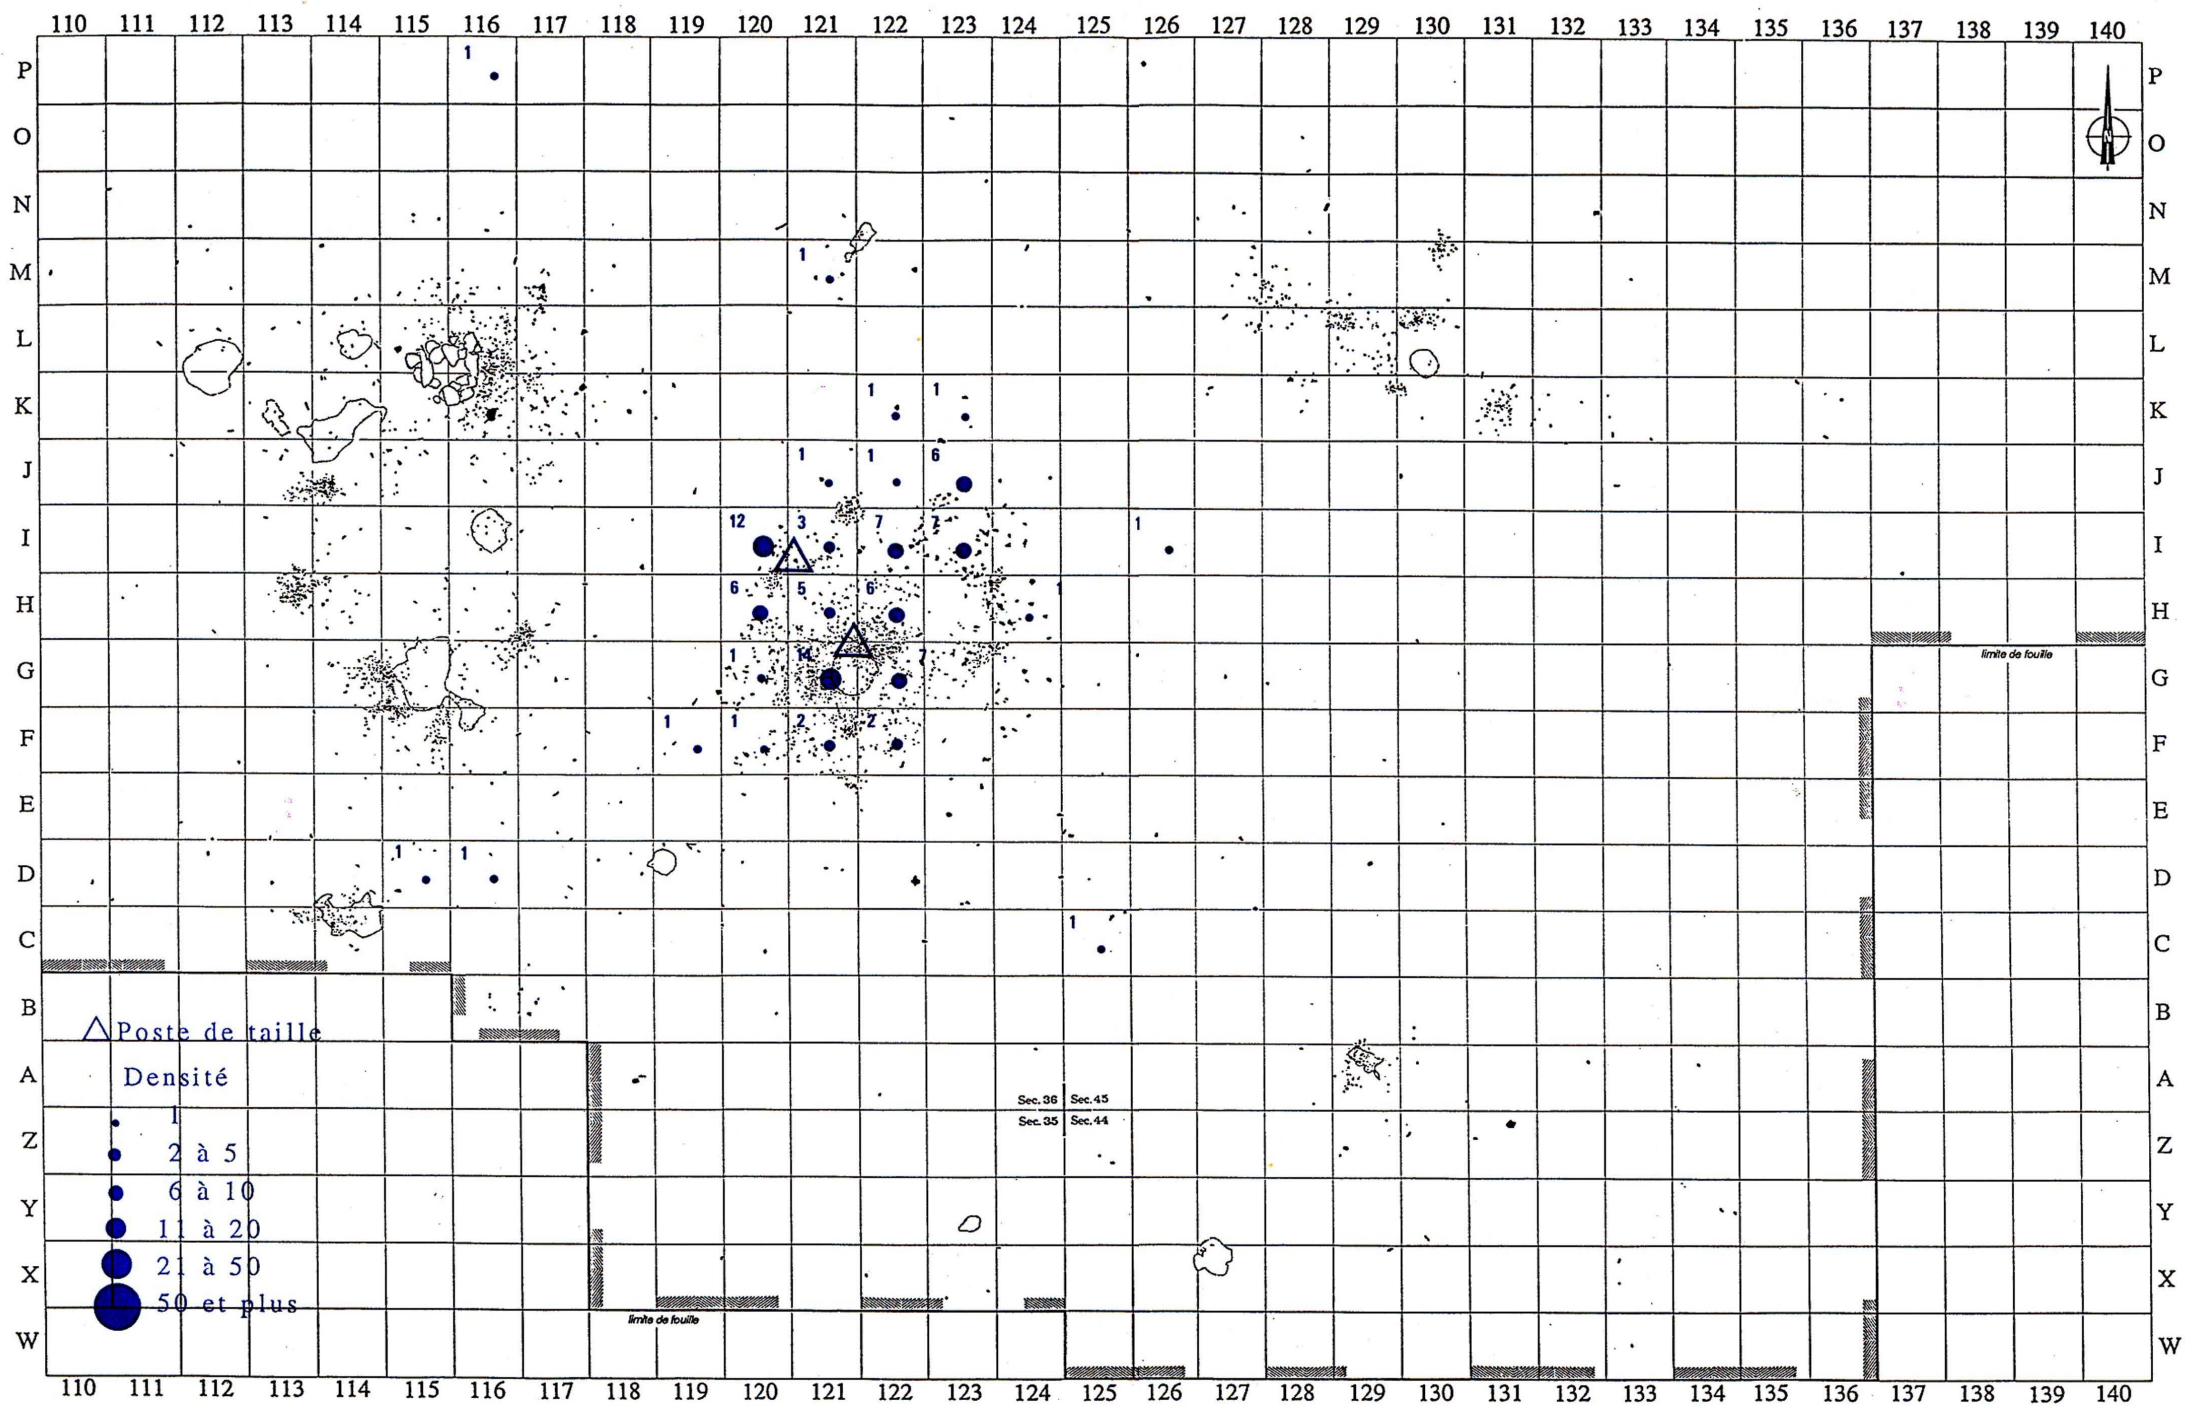 110 111 112 113 114 115 116 117 118 119 120 121 122 123 124 125 126 127 128 129 130 131 132 133 134 135 136 137 138 139 140
1
P P
O O
N N
1
M M
L L
1 1
K K
1 1 6
J J
12 3 7 7 1
I I
6 5 6 1
H H
limite de fouille
1 14 7
G G
1 1 2 2
F F
E E
1 1
D D
1
C C
B B
Poste de taille
A Densité A
Sec. 36 Sec. 45
1 Sec. 35 Sec. 44
Z Z
2 à 5
6 à 10
Y Y
11 à 20
21 à 50
X X
50 et plus
limite de fouille
W W
110 111 112 113 114 115 116 117 118 119 120 121 122 123 124 125 126 127 128 129 130 131 132 133 134 135 136 137 138 139 140